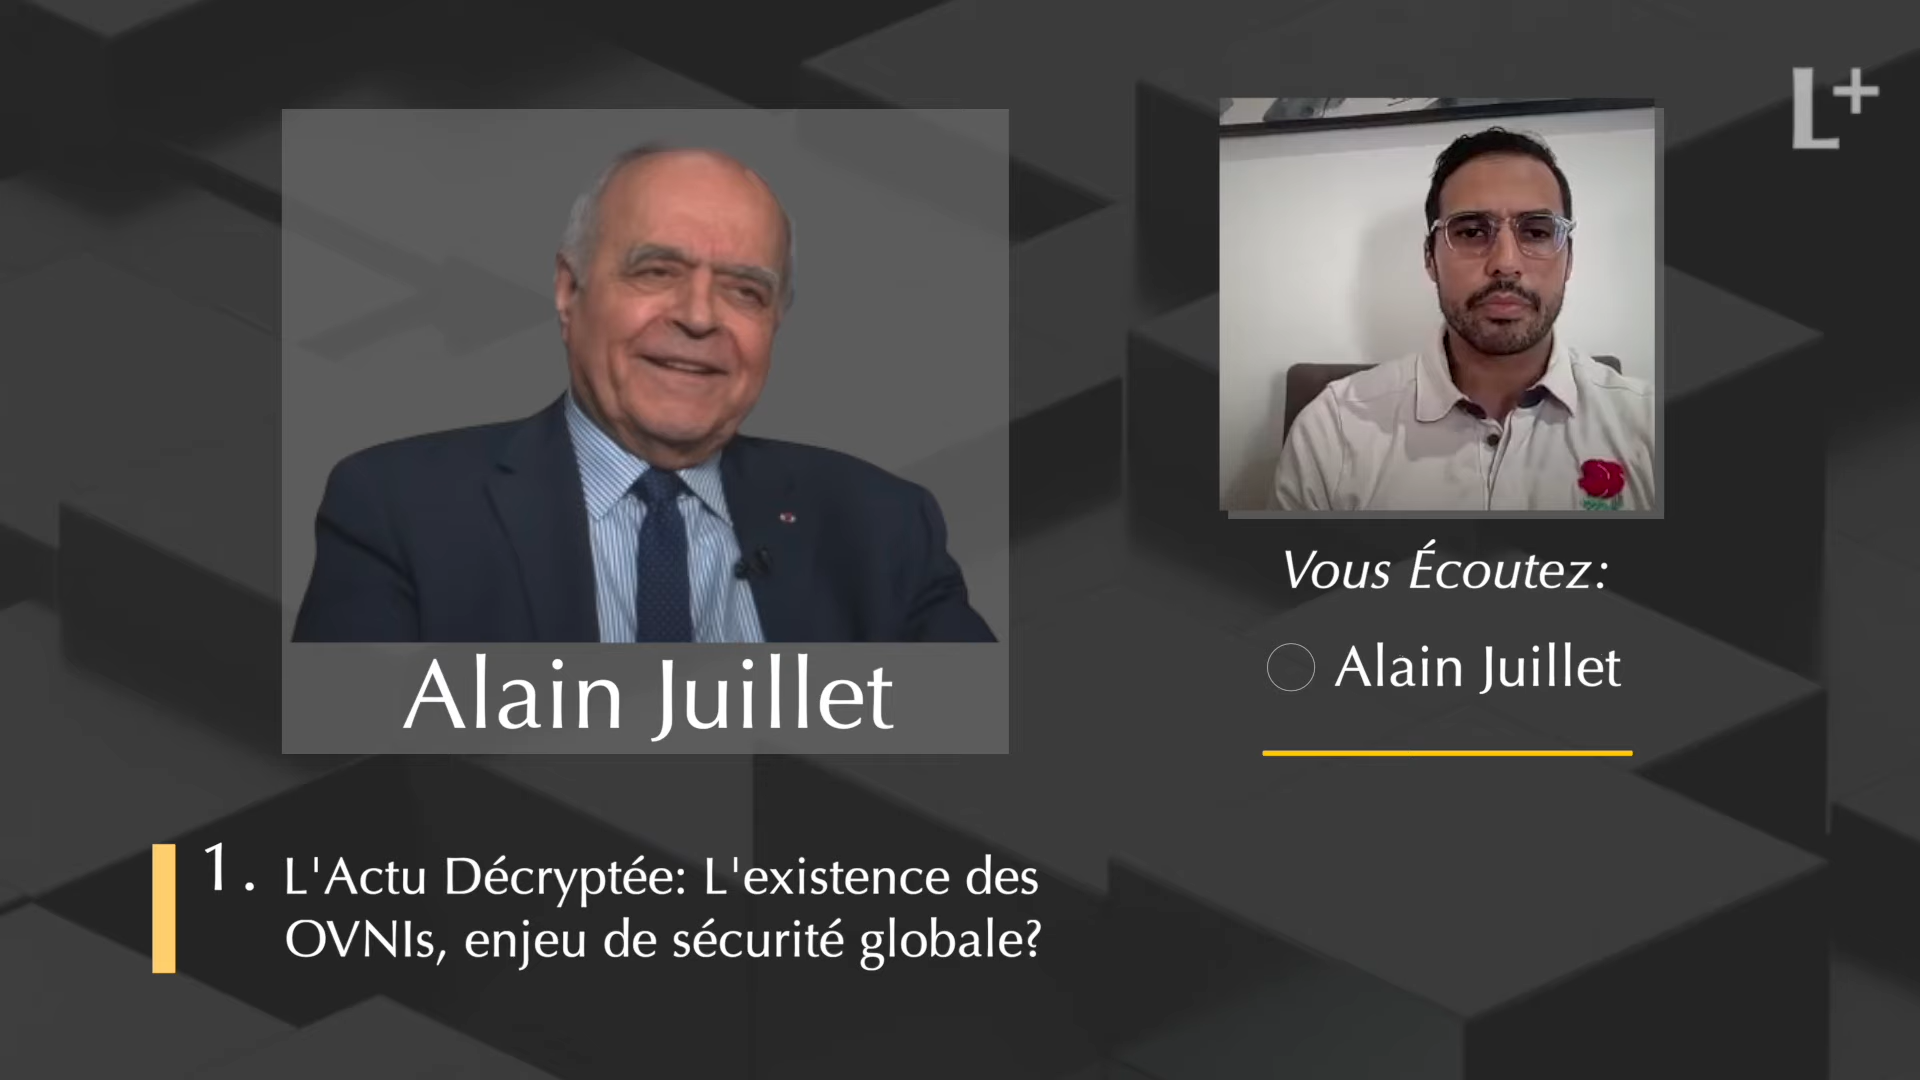 L+
Alain Juillet
Vous Écoutez:
Alain Juillet
1. L'Actu Décryptée: L'existence des
OVNIs, enjeu de sécurité globale?